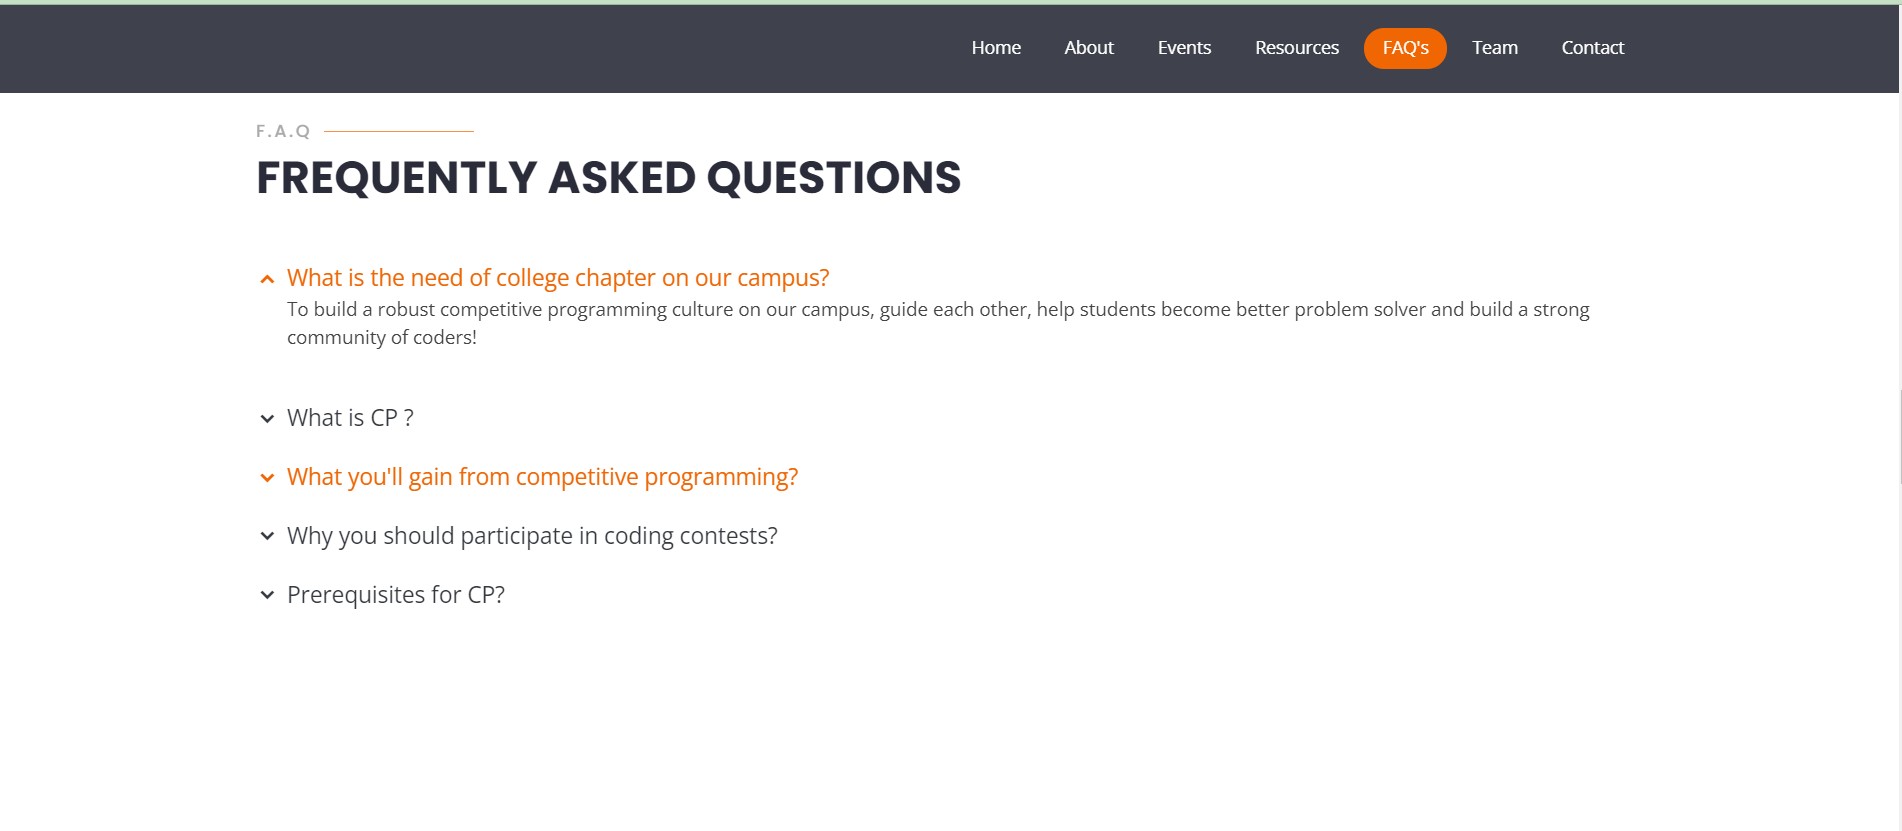 Home About Events Resources FAQ's Team Contact
F.A.Q
FREQUENTLY ASKED QUESTIONS
What is the need of college chapter on our campus?
To build a robust competitive programming culture on our campus, guide each other, help students become better problem solver and build a strong
community of coders!
What is CP ?
What you'll gain from competitive programming?
Why you should participate in coding contests?
Prerequisites for CP?